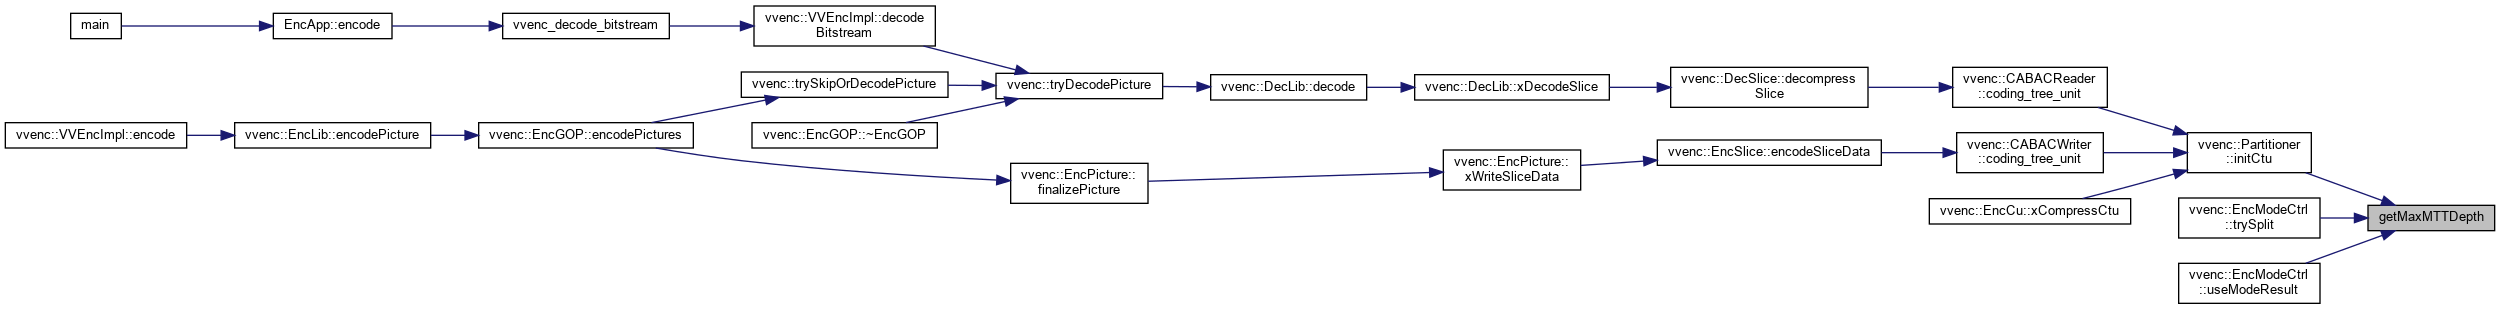 main
EncApp::encode
vvenc_decode_bitstream
vvenc::VVEncImpl::decode
Bitstream
vvenc::trySkipOrDecodePicture
vvenc::tryDecodePicture
vvenc::DecLib::decode
vvenc::DecLib::xDecodeSlice
vvenc::DecSlice::decompress
Slice
vvenc::CABACReader
::coding_tree_unit
vvenc::VVEncImpl::encode
vvenc::EncLib::encodePicture
vvenc::EncGOP::encodePictures
vvenc::EncGOP::~EncGOP
vvenc::EncPicture::
finalizePicture
vvenc::EncPicture::
xWriteSliceData
vvenc::EncSlice::encodeSliceData
vvenc::CABACWriter
::coding_tree_unit
vvenc::Partitioner
::initCtu
vvenc::EncCu::xCompressCtu
vvenc::EncModeCtrl
::trySplit
getMaxMTTDepth
vvenc::EncModeCtrl
::useModeResult